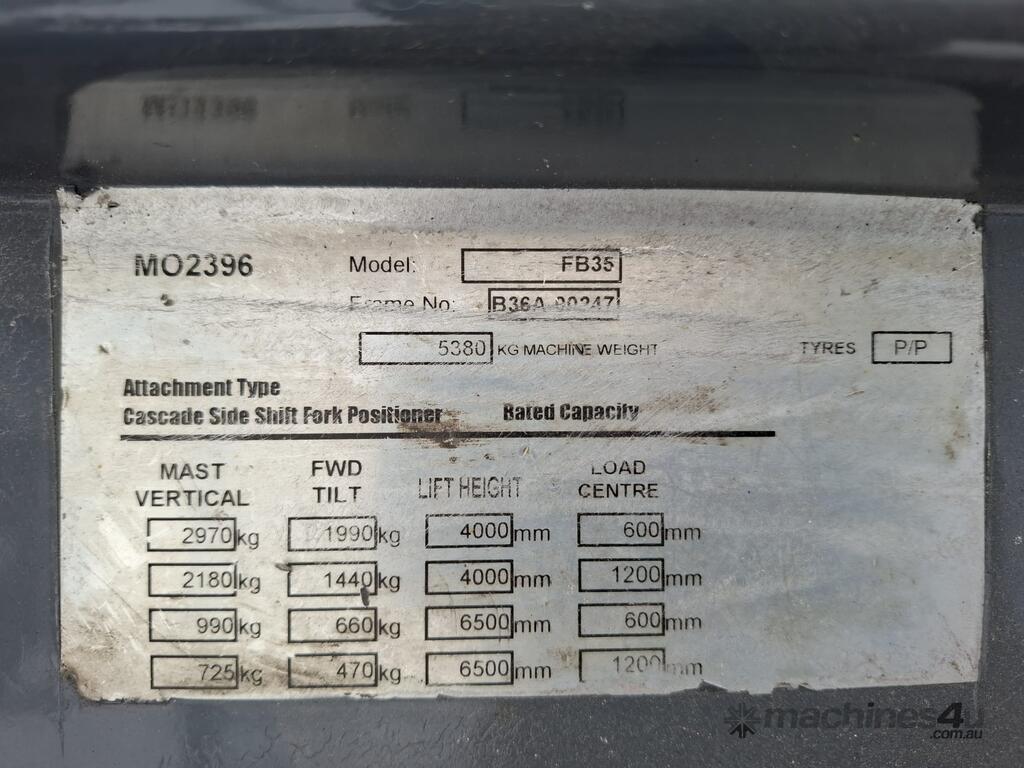 MO2396 Model: FB35
Frame No: B36A-90247
5380 KG MACHINE WEIGHT TYRES P/P
Attachment Type
Cascade Side Shift Fork Positioner Rated Capacity
MAST VERTICAL FWD TILT LIFT HEIGHT LOAD CENTRE
2970 kg 1990 kg 4000 mm 600 mm
2180 kg 1440 kg 4000 mm 1200 mm
990 kg 660 kg 6500 mm 600 mm
725 kg 470 kg 6500 mm 1200 mm
machines4u
.com.au